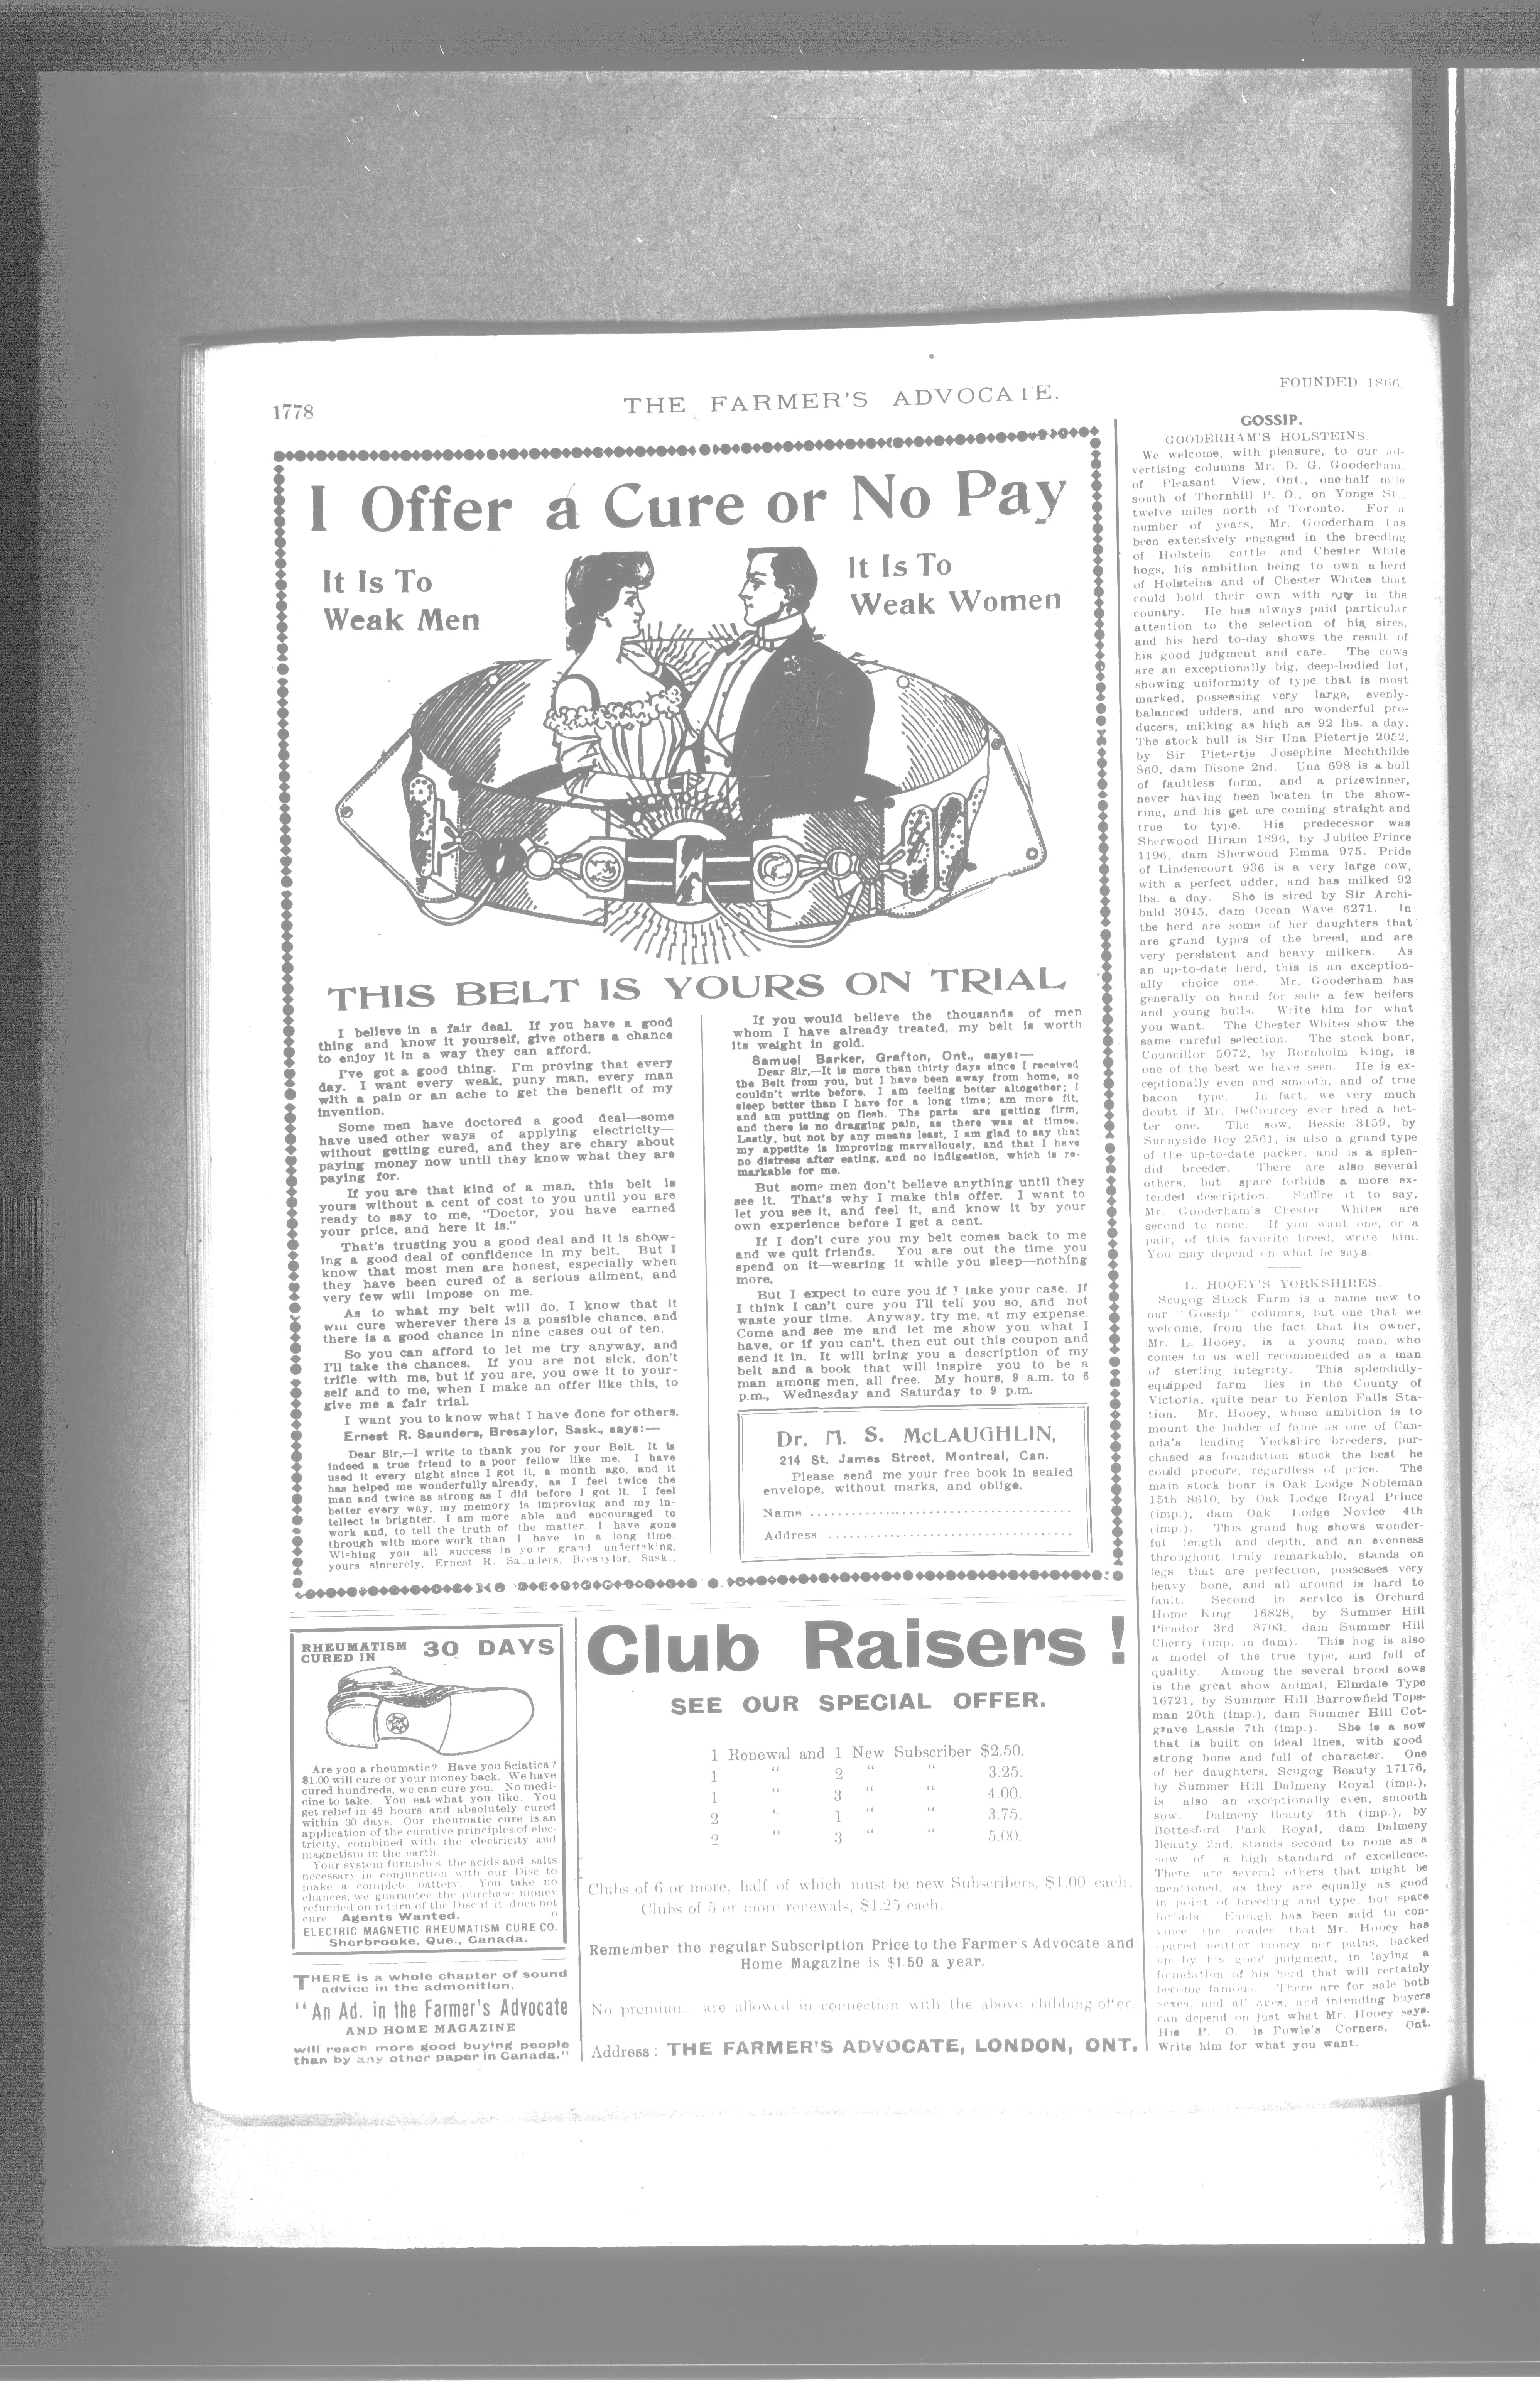 1778
THE FARMER'S ADVOCATE.
FOUNDED 1866
I Offer a Cure or No Pay
It Is To
Weak Men
It Is To
Weak Women
THIS BELT IS YOURS ON TRIAL
I believe in a fair deal. If you have a good
thing and know it yourself, give others a chance
to enjoy it in a way they can afford.
I've got a good thing. I'm proving that every
day. I want every weak, puny man, every man
with a pain or an ache to get the benefit of my
invention.
Some men have doctored a good deal—some
have used other ways of applying electricity—
without getting cured, and they are chary about
paying money now until they know what they are
paying for.
If you are that kind of a man, this belt is
yours without a cent of cost to you until you are
ready to say to me, "Doctor, you have earned
your price, and here it is."
That's trusting you a good deal and it is show-
ing a good deal of confidence in my belt. But I
know that most men are honest, especially when
they have been cured of a serious ailment, and
very few will impose on me.
As to what my belt will do, I know that it
will cure wherever there is a possible chance, and
there is a good chance in nine cases out of ten.
So you can afford to let me try anyway, and
I'll take the chances. If you are not sick, don't
trifle with me, but if you are, you owe it to your-
self and to me, when I make an offer like this, to
give me a fair trial.
I want you to know what I have done for others.
Ernest R. Saunders, Bresaylor, Sask., says:—
Dear Sir,—I write to thank you for your Belt. It is
indeed a true friend to a poor fellow like me. I have
used it every night since I got it, a month ago, and it
has helped me wonderfully already, as I feel twice the
man and twice as strong as I did before I got it. I feel
better every way, my memory is improving and my in-
tellect is brighter. I am more able and encouraged to
work and, to tell the truth of the matter, I have gone
through with more work than I have in a long time.
Wishing you all success in your grand undertaking,
yours sincerely, Ernest R. Saunders, Bresaylor, Sask.,
If you would believe the thousands of men
whom I have already treated, my belt is worth
its weight in gold.
Samuel Barker, Grafton, Ont., says:—
Dear Sir,—It is more than thirty days since I received
the Belt from you, but I have been away from home, so
couldn't write before. I am feeling better altogether; I
sleep better than I have for a long time; am more fit,
and am putting on flesh. The parts are getting firm,
and there is no dragging pain, as there was at times.
Lastly, but not by any means least, I am glad to say that
my appetite is improving marvellously, and that I have
no distress after eating, and no indigestion, which is re-
markable for me.
But some men don't believe anything until they
see it. That's why I make this offer. I want to
let you see it, and feel it, and know it by your
own experience before I get a cent.
If I don't cure you my belt comes back to me
and we quit friends. You are out the time you
spend on it—wearing it while you sleep—nothing
more.
But I expect to cure you if I take your case. If
I think I can't cure you I'll tell you so, and not
waste your time. Anyway, try me, at my expense.
Come and see me and let me show you what I
have, or if you can't, then cut out this coupon and
send it in. It will bring you a description of my
belt and a book that will inspire you to be a
man among men, all free. My hours, 9 a.m. to 6
p.m., Wednesday and Saturday to 9 p.m.
Dr. M. S. McLAUGHLIN,
214 St. James Street, Montreal, Can.
Please send me your free book in sealed
envelope, without marks, and oblige.
Name ........................................
Address .....................................
RHEUMATISM
CURED IN 30 DAYS
Are you a rheumatic? Have you Sciatica?
$1.00 will cure or your money back. We have
cured hundreds, we can cure you. No medi-
cine to take. You eat what you like. You
get relief in 48 hours and absolutely cured
within 30 days. Our rheumatic cure is an
application of the curative principles of elec-
tricity, combined with the electricity and
magnetism in the earth.
Your system furnishes the acids and salts
necessary in conjunction with our Disc to
make a complete battery. You take no
chances, we guarantee the purchase money
refunded on return of the Disc if it does not
cure. Agents Wanted. o
ELECTRIC MAGNETIC RHEUMATISM CURE CO.
Sherbrooke, Que., Canada.
THERE is a whole chapter of sound
advice in the admonition,
"An Ad. in the Farmer's Advocate
AND HOME MAGAZINE
will reach more good buying people
than by any other paper in Canada."
Club Raisers!
SEE OUR SPECIAL OFFER.
1 Renewal and 1 New Subscriber $2.50.
1 " 2 " " 3.25.
1 " 3 " " 4.00.
2 " 1 " " 3.75.
2 " 3 " " 5.00.
Clubs of 6 or more, half of which must be new Subscribers, $1.00 each.
Clubs of 5 or more renewals, $1.25 each.
Remember the regular Subscription Price to the Farmer's Advocate and
Home Magazine is $1.50 a year.
No premiums are allowed in connection with the above clubbing offer.
Address: THE FARMER'S ADVOCATE, LONDON, ONT.
GOSSIP.
GOODERHAM'S HOLSTEINS.
We welcome, with pleasure, to our ad-
vertising columns Mr. D. G. Gooderham,
of Pleasant View, Ont., one-half mile
south of Thornhill P. O., on Yonge St.,
twelve miles north of Toronto. For a
number of years, Mr. Gooderham has
been extensively engaged in the breeding
of Holstein cattle and Chester White
hogs, his ambition being to own a herd
of Holsteins and of Chester Whites that
could hold their own with any in the
country. He has always paid particular
attention to the selection of his sires,
and his herd to-day shows the result of
his good judgment and care. The cows
are an exceptionally big, deep-bodied lot,
showing uniformity of type that is most
marked, possessing very large, evenly-
balanced udders, and are wonderful pro-
ducers, milking as high as 92 lbs. a day.
The stock bull is Sir Una Pietertje 2052,
by Sir Pietertje Josephine Mechthilde
860, dam Disone 2nd. Una 698 is a bull
of faultless form, and a prizewinner,
never having been beaten in the show-
ring, and his get are coming straight and
true to type. His predecessor was
Sherwood Hiram 1896, by Jubilee Prince
1196, dam Sherwood Emma 975. Pride
of Lindencourt 936 is a very large cow,
with a perfect udder, and has milked 92
lbs. a day. She is sired by Sir Archi-
bald 3045, dam Ocean Wave 6271. In
the herd are some of her daughters that
are grand types of the breed, and are
very persistent and heavy milkers. As
an up-to-date herd, this is an exception-
ally choice one. Mr. Gooderham has
generally on hand for sale a few heifers
and young bulls. Write him for what
you want. The Chester Whites show the
same careful selection. The stock boar,
Councillor 5072, by Bornholm King, is
one of the best we have seen. He is ex-
ceptionally even and smooth, and of true
bacon type. In fact, we very much
doubt if Mr. DeCourcey ever bred a bet-
ter one. The sow, Bessie 3159, by
Sunnyside Boy 2561, is also a grand type
of the up-to-date packer, and is a splen-
did breeder. There are also several
others, but space forbids a more ex-
tended description. Suffice it to say,
Mr. Gooderham's Chester Whites are
second to none. If you want one, or a
pair, of this favorite breed, write him.
You may depend on what he says.
L. HOOEY'S YORKSHIRES.
Scugog Stock Farm is a name new to
our "Gossip" columns, but one that we
welcome, from the fact that its owner,
Mr. L. Hooey, is a young man, who
comes to us well recommended as a man
of sterling integrity. This splendidly-
equipped farm lies in the County of
Victoria, quite near to Fenlon Falls Sta-
tion. Mr. Hooey, whose ambition is to
mount the ladder of fame as one of Can-
ada's leading Yorkshire breeders, pur-
chased as foundation stock the best he
could procure, regardless of price. The
main stock boar is Oak Lodge Nobleman
15th 8610, by Oak Lodge Royal Prince
(imp.), dam Oak Lodge Novice 4th
(imp.). This grand hog shows wonder-
ful length and depth, and an evenness
throughout truly remarkable, stands on
legs that are perfection, possesses very
heavy bone, and all around is hard to
fault. Second in service is Orchard
Home King 16828, by Summer Hill
Picador 3rd 8703, dam Summer Hill
Cherry (imp. in dam). This hog is also
a model of the true type, and full of
quality. Among the several brood sows
is the great show animal, Elmdale Type
16721, by Summer Hill Barrowfield Tops-
man 20th (imp.), dam Summer Hill Cot-
grave Lassie 7th (imp.). She is a sow
that is built on ideal lines, with good
strong bone and full of character. One
of her daughters, Scugog Beauty 17176,
by Summer Hill Dalmeny Royal (imp.),
is also an exceptionally even, smooth
sow. Dalmeny Beauty 4th (imp.), by
Bottesford Park Royal, dam Dalmeny
Beauty 2nd, stands second to none as a
sow of a high standard of excellence.
There are several others that might be
mentioned, as they are equally as good
in point of breeding and type, but space
forbids. Enough has been said to con-
vince the reader that Mr. Hooey has
spared neither money nor pains, backed
up by his good judgment, in laying a
foundation of his herd that will certainly
become famous. There are for sale both
sexes, and all ages, and intending buyers
can depend on just what Mr. Hooey says.
His P. O. is Powle's Corners, Ont.
Write him for what you want.